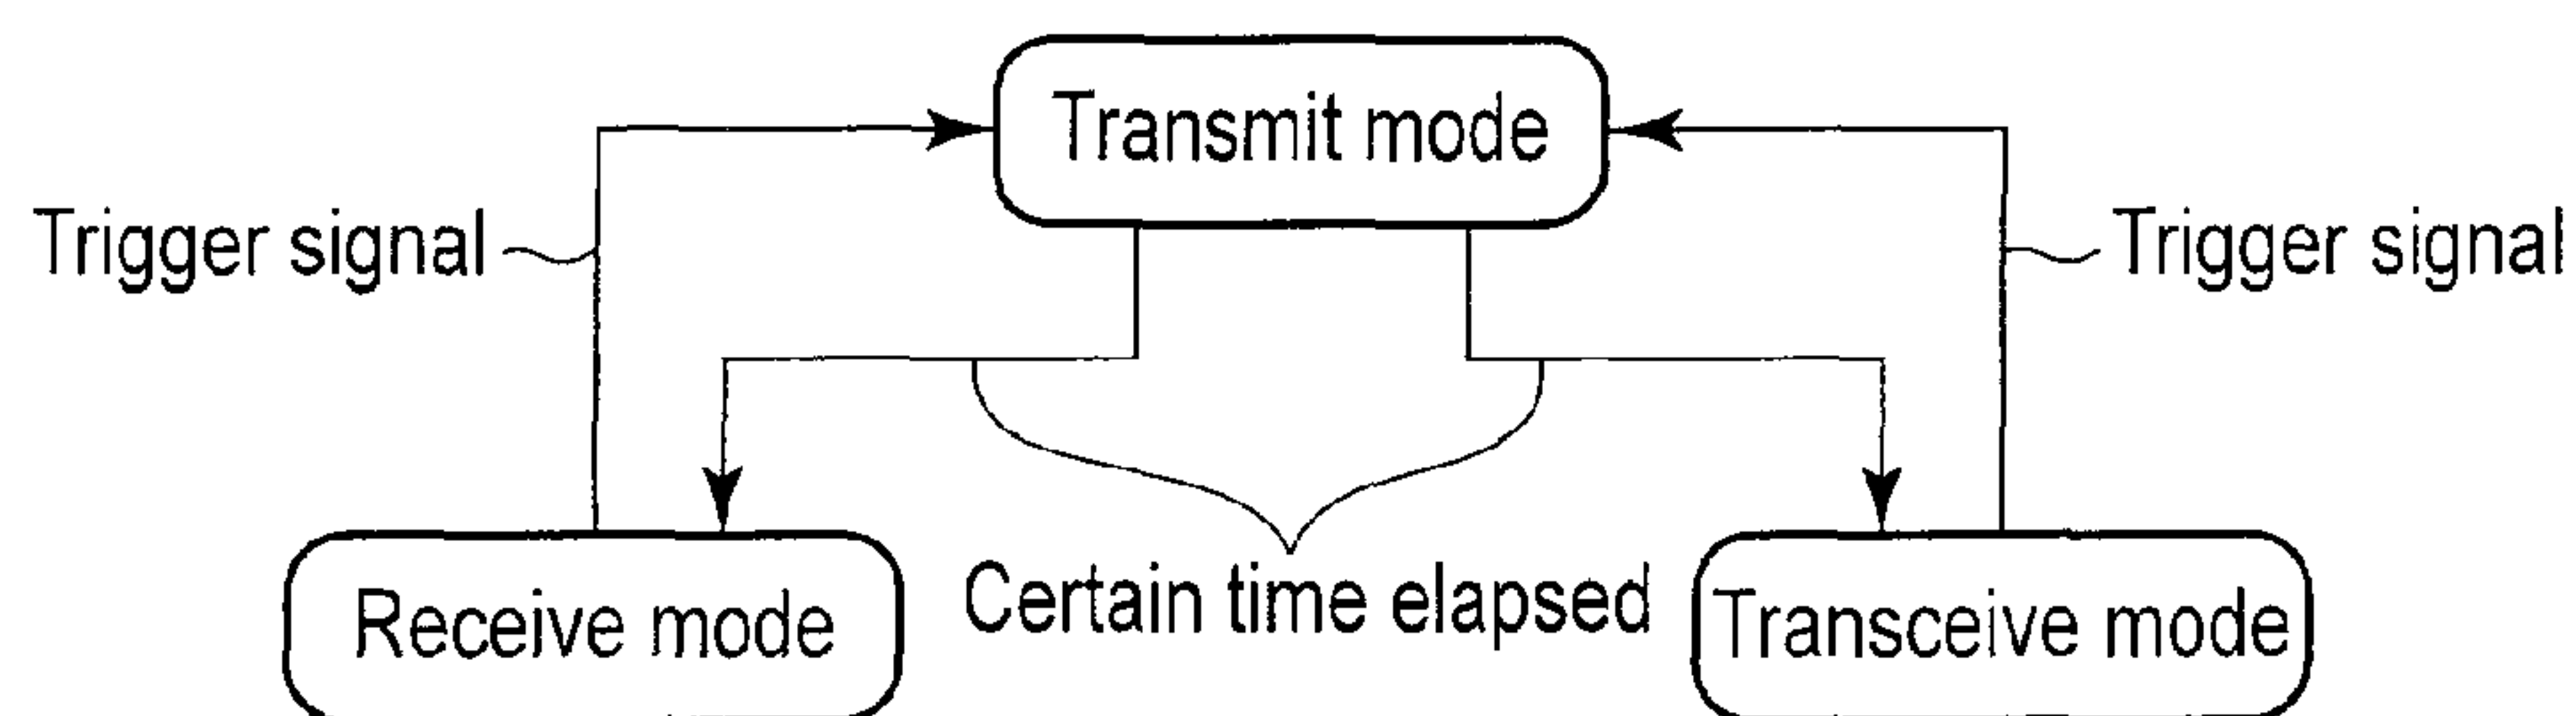 Transmit mode
Trigger signal
Trigger signal
Certain time elapsed
Receive mode
Transceive mode